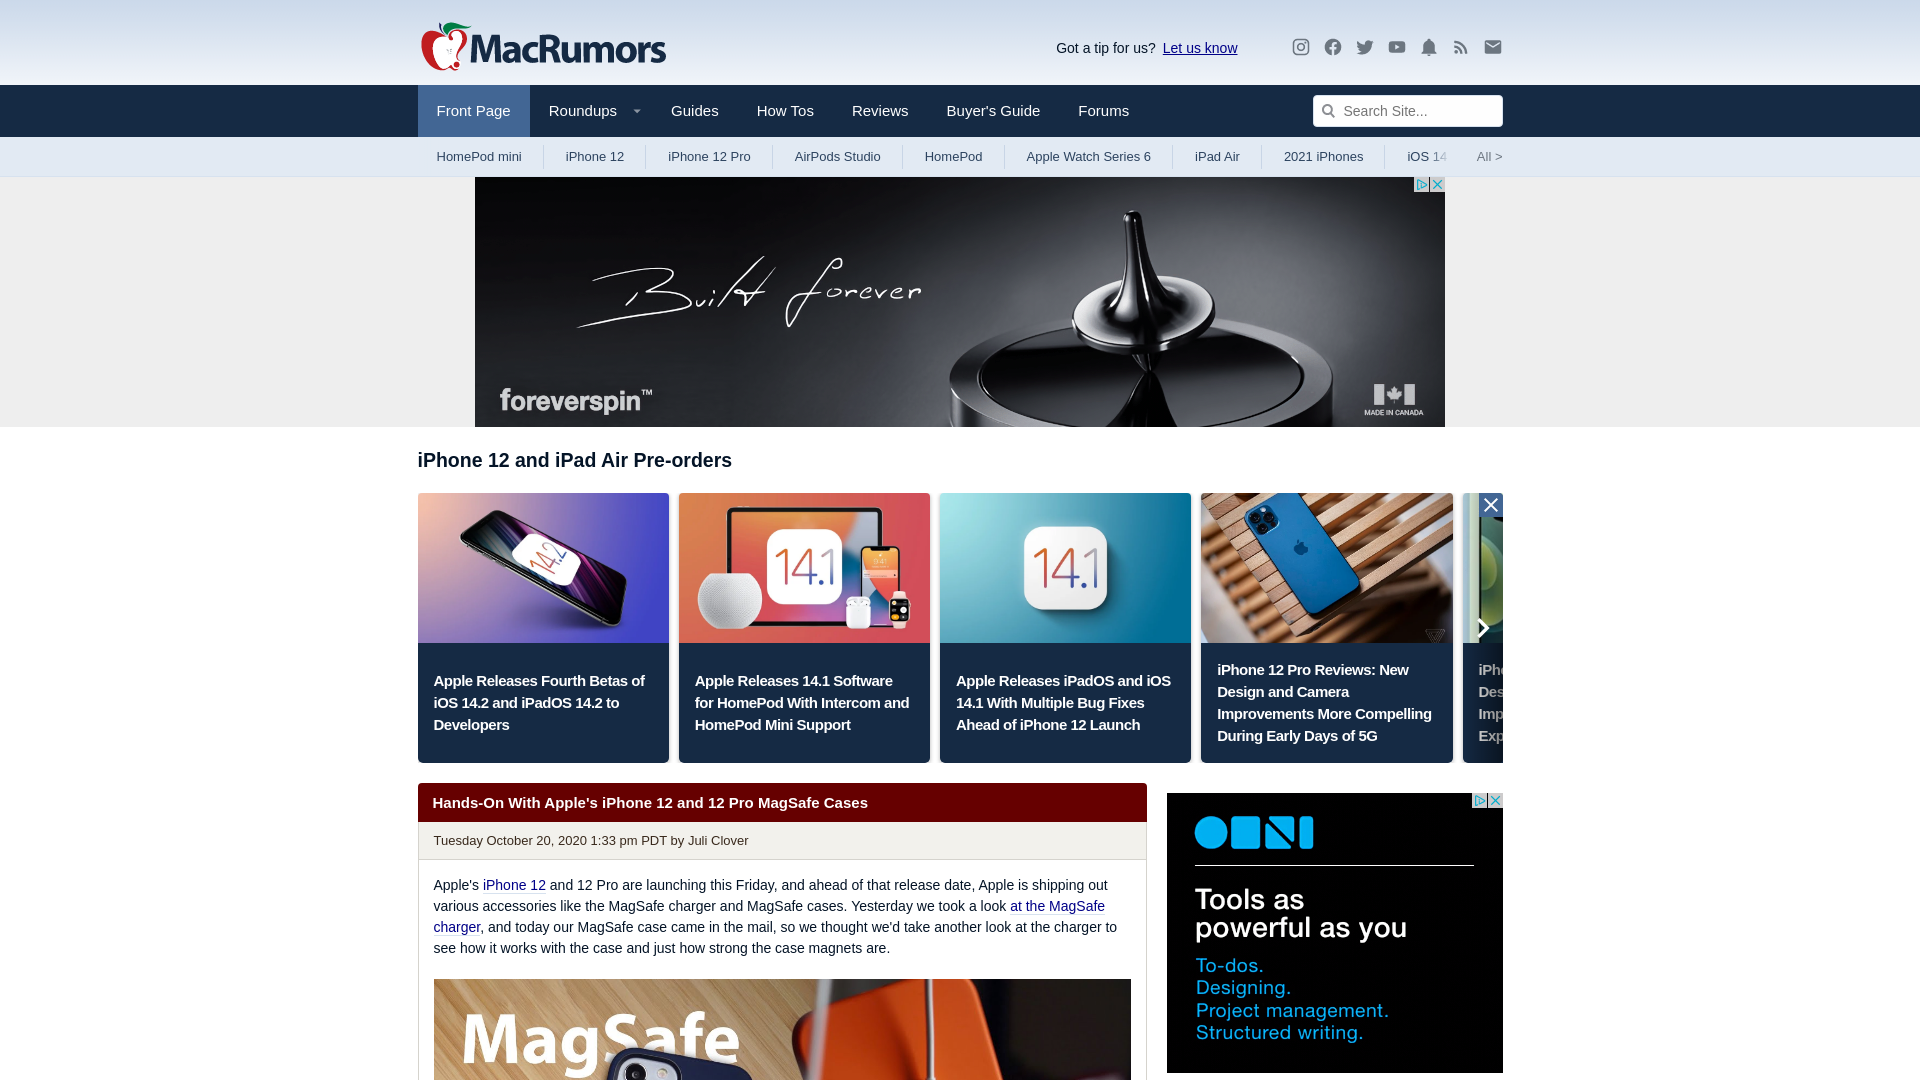 MacRumors
Got a tip for us? Let us know
Front Page Roundups Guides How Tos Reviews Buyer's Guide Forums
Search Site...
HomePod mini iPhone 12 iPhone 12 Pro AirPods Studio HomePod Apple Watch Series 6 iPad Air 2021 iPhones iOS 14 All >
Built forever
foreverspin™
MADE IN CANADA
iPhone 12 and iPad Air Pre-orders
14.2
14.1
14.1
Apple Releases Fourth Betas of
iOS 14.2 and iPadOS 14.2 to
Developers
Apple Releases 14.1 Software
for HomePod With Intercom and
HomePod Mini Support
Apple Releases iPadOS and iOS
14.1 With Multiple Bug Fixes
Ahead of iPhone 12 Launch
iPhone 12 Pro Reviews: New
Design and Camera
Improvements More Compelling
During Early Days of 5G
iPh
Des
Imp
Exp
Hands-On With Apple's iPhone 12 and 12 Pro MagSafe Cases
Tuesday October 20, 2020 1:33 pm PDT by Juli Clover
Apple's iPhone 12 and 12 Pro are launching this Friday, and ahead of that release date, Apple is shipping out
various accessories like the MagSafe charger and MagSafe cases. Yesterday we took a look at the MagSafe
charger, and today our MagSafe case came in the mail, so we thought we'd take another look at the charger to
see how it works with the case and just how strong the case magnets are.
MagSafe
OMNI
Tools as
powerful as you
To-dos.
Designing.
Project management.
Structured writing.